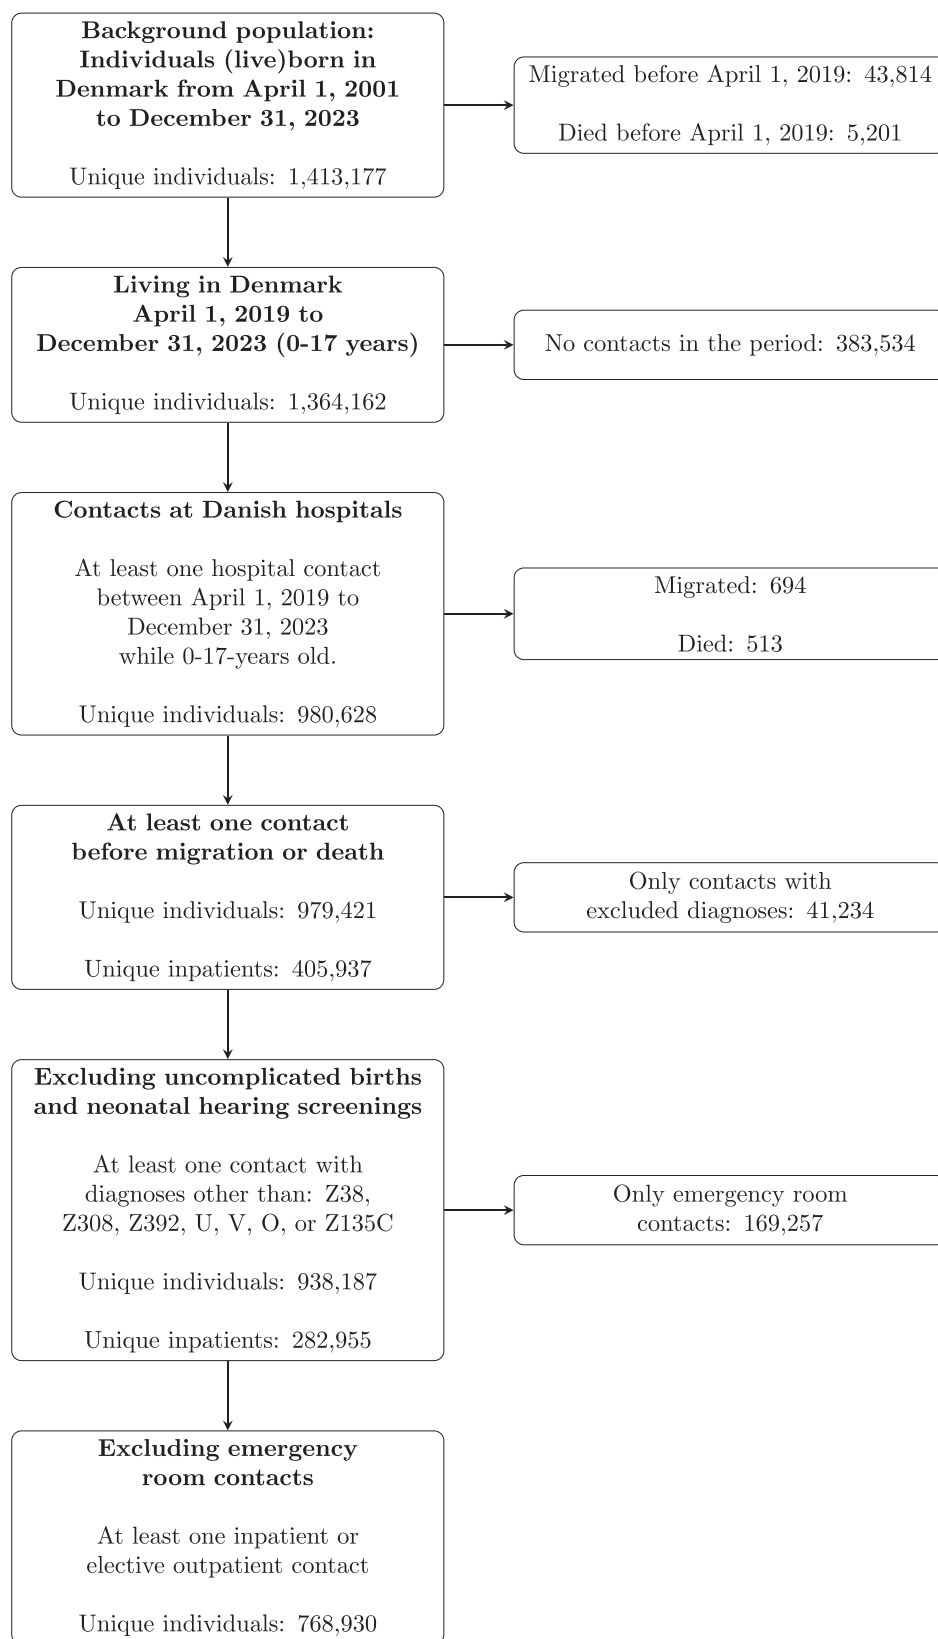 Background population:
Individuals (live)born in
Denmark from April 1, 2001
to December 31, 2023
Unique individuals: 1,413,177
Migrated before April 1, 2019: 43,814
Died before April 1, 2019: 5,201
Living in Denmark
April 1, 2019 to
December 31, 2023 (0-17 years)
Unique individuals: 1,364,162
No contacts in the period: 383,534
Contacts at Danish hospitals
At least one hospital contact
between April 1, 2019 to
December 31, 2023
while 0-17-years old.
Unique individuals: 980,628
Migrated: 694
Died: 513
At least one contact
before migration or death
Unique individuals: 979,421
Unique inpatients: 405,937
Only contacts with
excluded diagnoses: 41,234
Excluding uncomplicated births
and neonatal hearing screenings
At least one contact with
diagnoses other than: Z38,
Z308, Z392, U, V, O, or Z135C
Unique individuals: 938,187
Unique inpatients: 282,955
Only emergency room
contacts: 169,257
Excluding emergency
room contacts
At least one inpatient or
elective outpatient contact
Unique individuals: 768,930